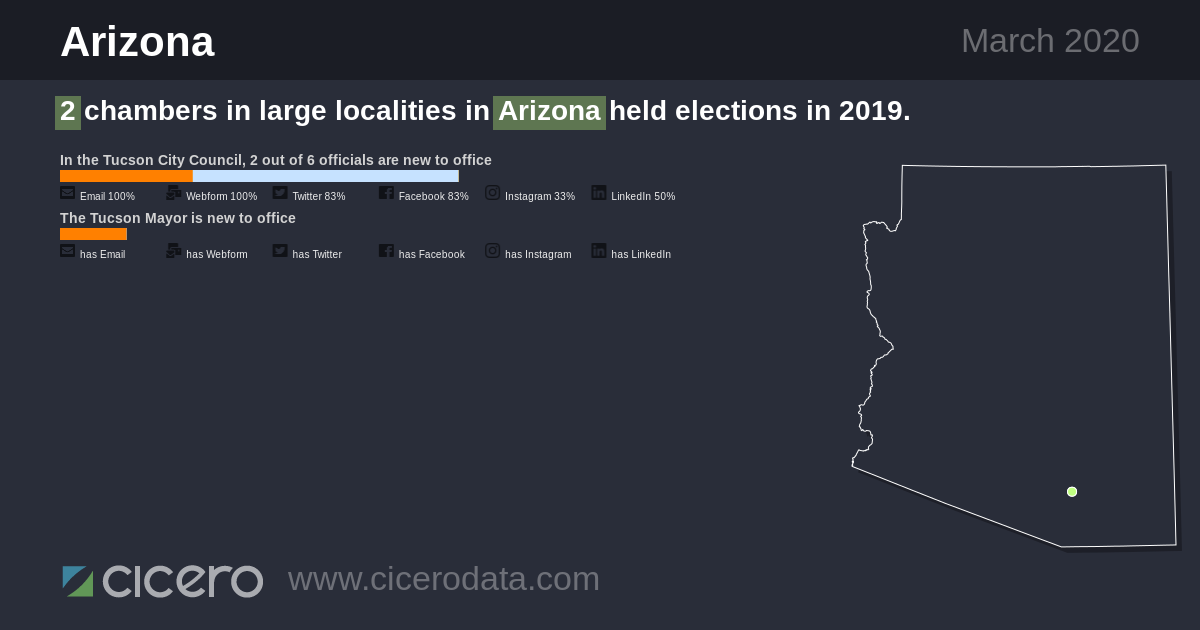 Arizona
March 2020
2 chambers in large localities in Arizona held elections in 2019.
In the Tucson City Council, 2 out of 6 officials are new to office
Email 100% Webform 100% Twitter 83% Facebook 83% Instagram 33% LinkedIn 50%
The Tucson Mayor is new to office
has Email has Webform has Twitter has Facebook has Instagram has LinkedIn
cicero www.cicerodata.com